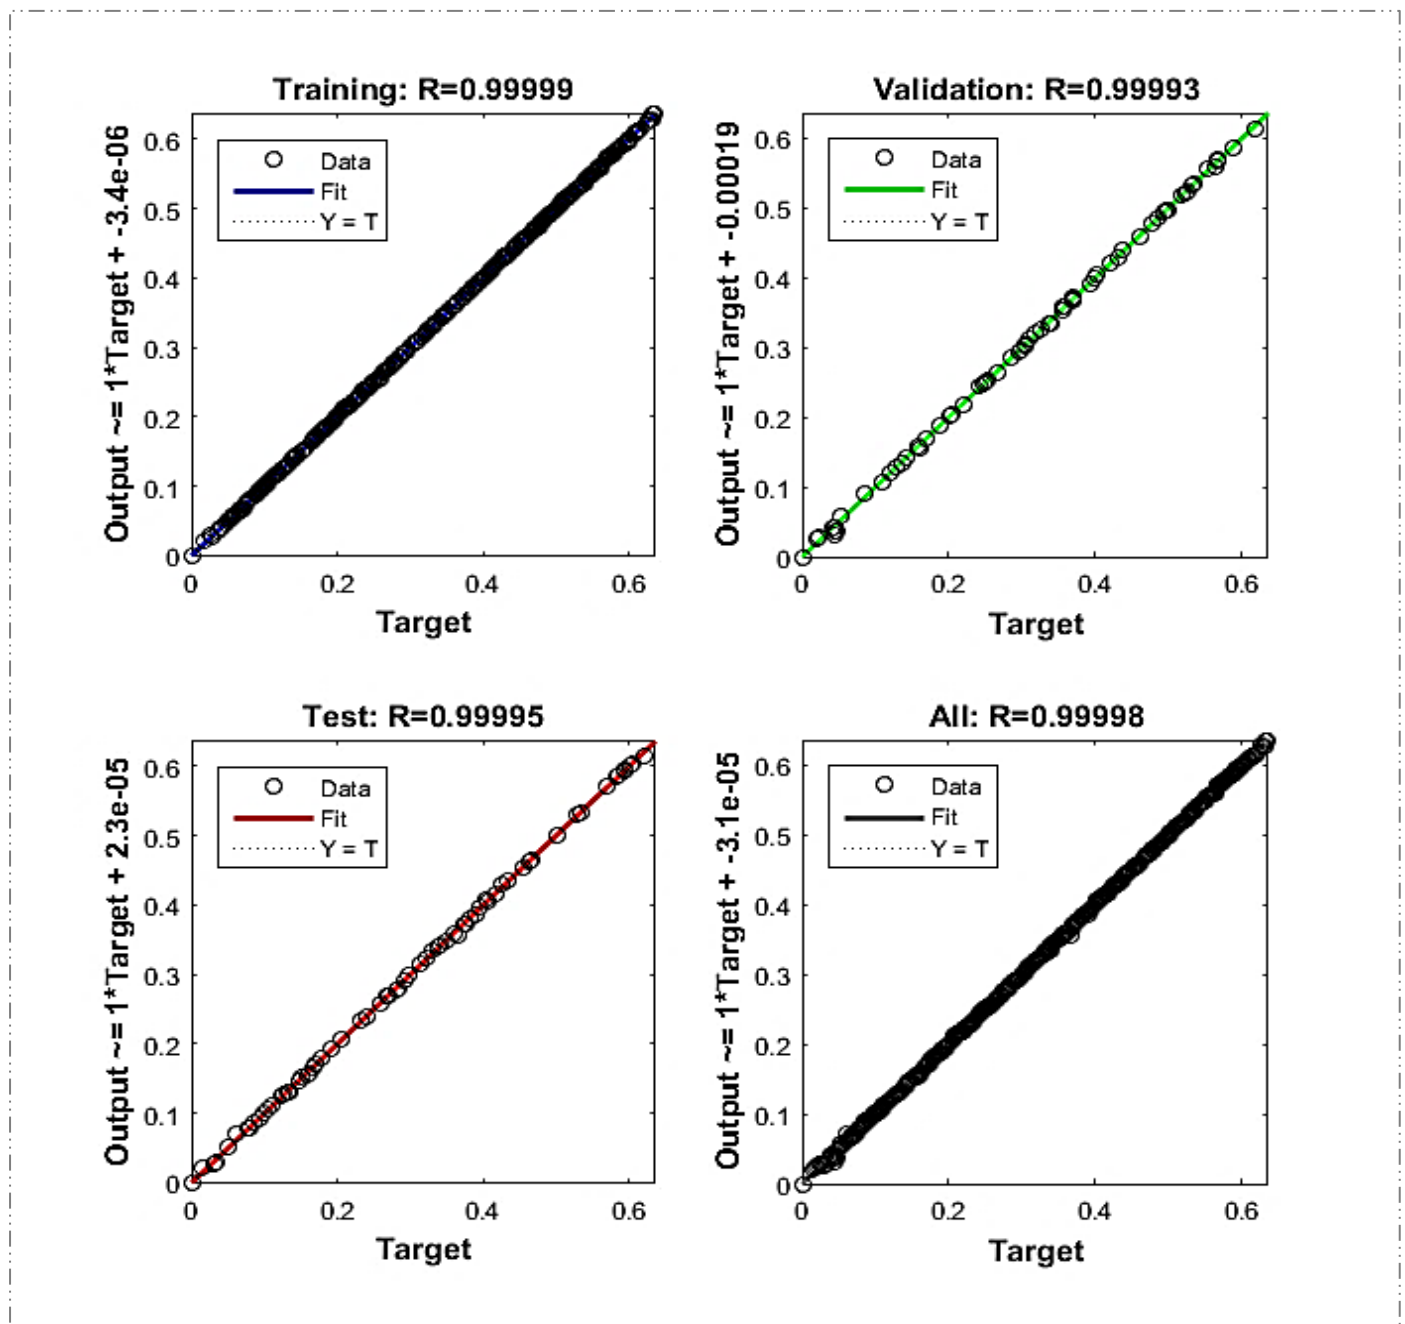 Training: R=0.99999
Output ~= 1*Target + -3.4e-06
0.6
0.5
0.4
0.3
0.2
0.1
0
Data
Fit
Y = T
0 0.2 0.4 0.6
Target
Validation: R=0.99993
Output ~= 1*Target + -0.00019
0.6
0.5
0.4
0.3
0.2
0.1
0
Data
Fit
Y = T
0 0.2 0.4 0.6
Target
Test: R=0.99995
Output ~= 1*Target + 2.3e-05
0.6
0.5
0.4
0.3
0.2
0.1
0
Data
Fit
Y = T
0 0.2 0.4 0.6
Target
All: R=0.99998
Output ~= 1*Target + -3.1e-05
0.6
0.5
0.4
0.3
0.2
0.1
0
Data
Fit
Y = T
0 0.2 0.4 0.6
Target